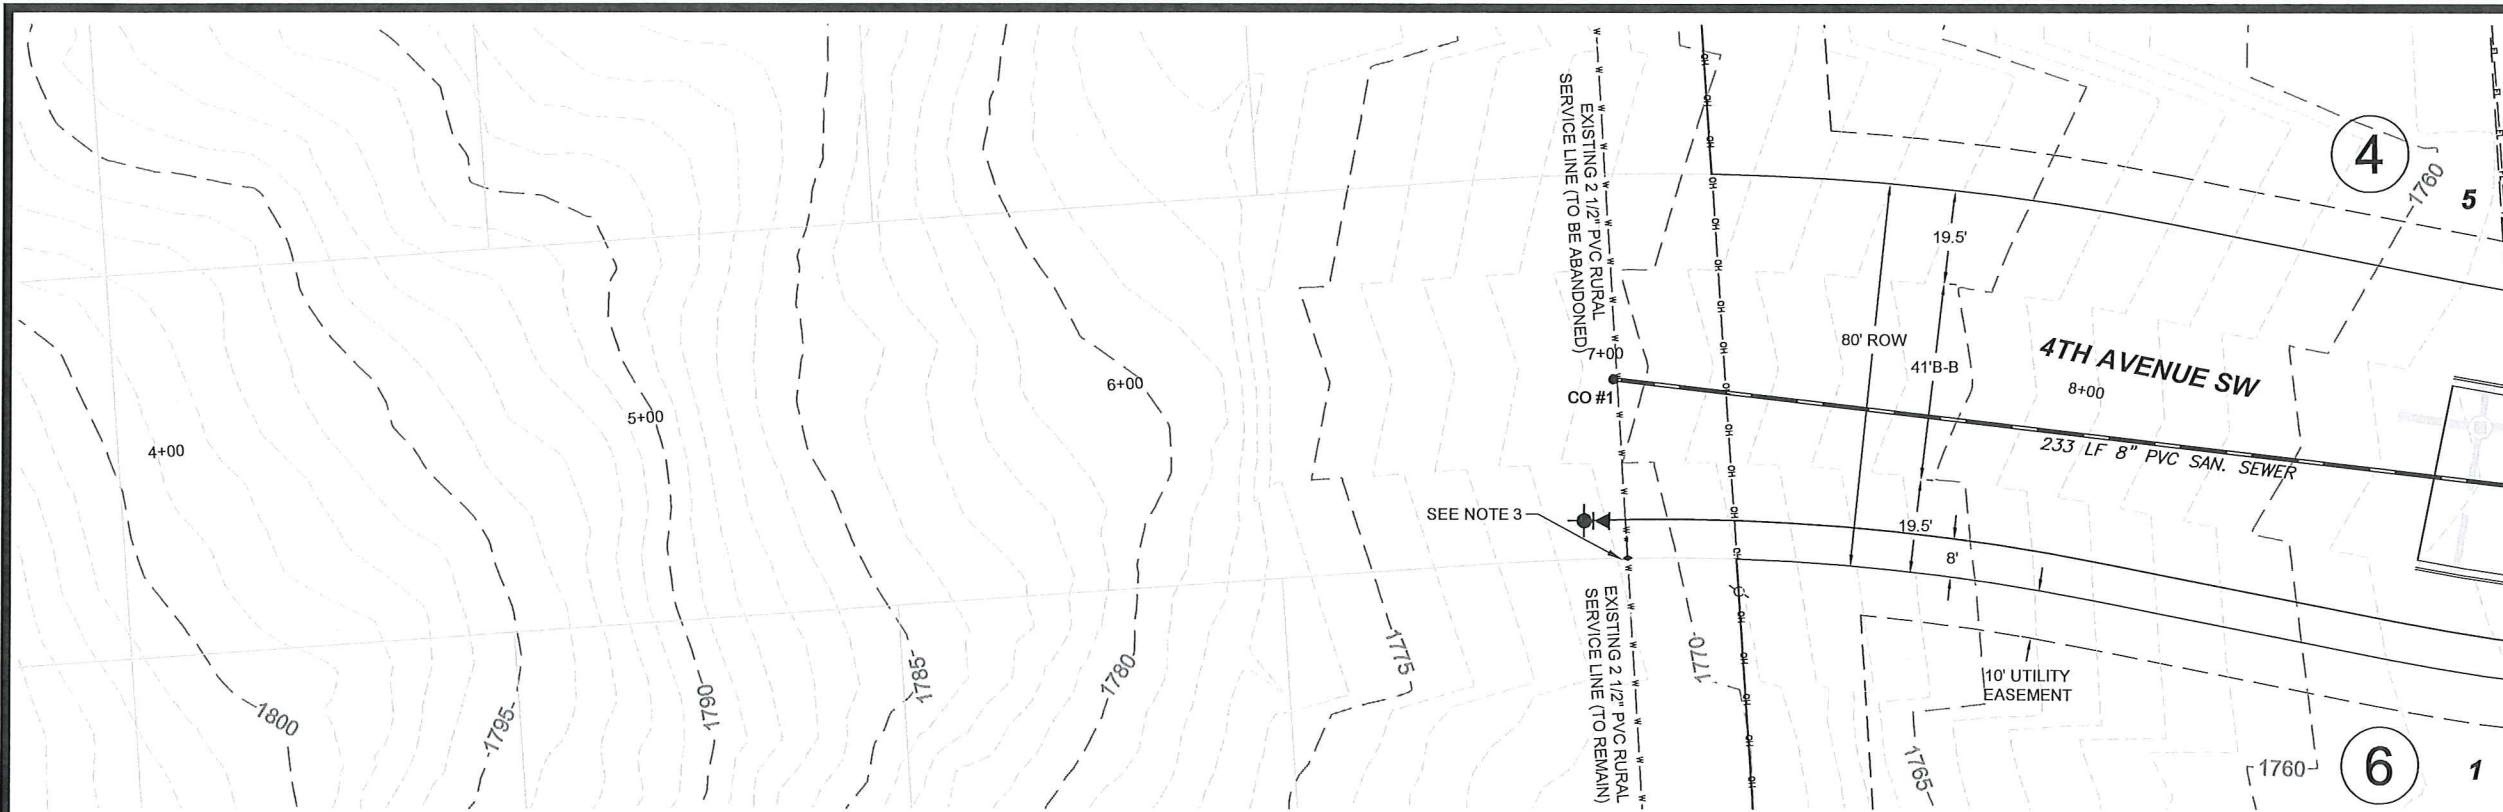 EXISTING 2 1/2" PVC RURAL
SERVICE LINE (TO BE ABANDONED)
4
5
1760
19.5'
80' ROW
41'B-B
4TH AVENUE SW
8+00
7+00
CO #1
6+00
5+00
4+00
233 LF 8" PVC SAN. SEWER
SEE NOTE 3
19.5'
8'
EXISTING 2 1/2" PVC RURAL
SERVICE LINE (TO REMAIN)
10' UTILITY
EASEMENT
1800
1795
1790
1785
1780
1775
1770
1765
1760
6
1